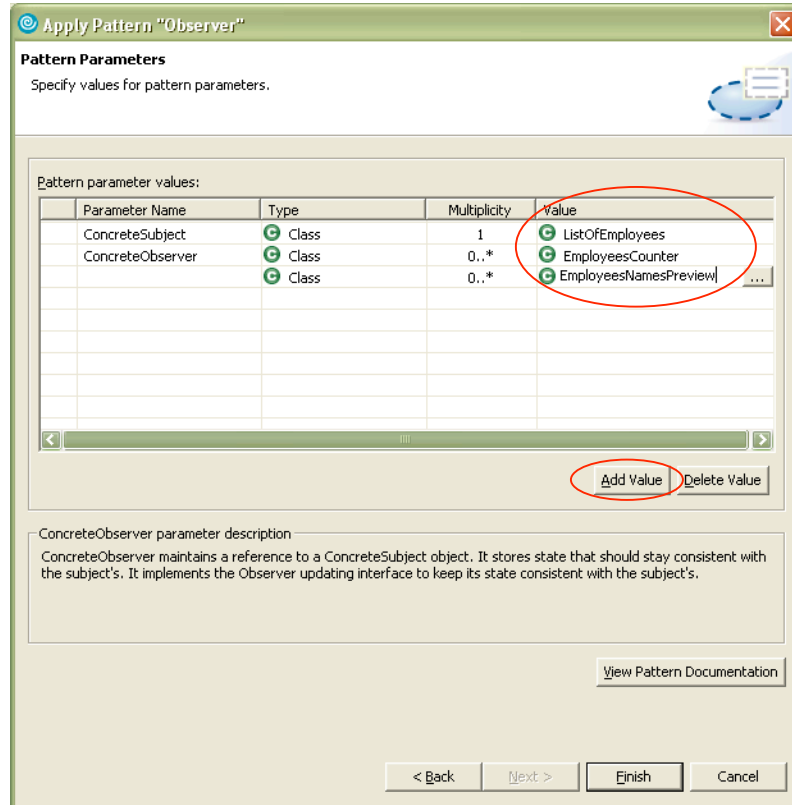 Apply Pattern "Observer"
Pattern Parameters
Specify values for pattern parameters.
Pattern parameter values:
Parameter Name Type Multiplicity Value
ConcreteSubject Class 1 ListOfEmployees
ConcreteObserver Class 0..* EmployeesCounter
Class 0..* EmployeesNamesPreview ...
Add Value Delete Value
ConcreteObserver parameter description
ConcreteObserver maintains a reference to a ConcreteSubject object. It stores state that should stay consistent with
the subject's. It implements the Observer updating interface to keep its state consistent with the subject's.
View Pattern Documentation
< Back Next > Finish Cancel